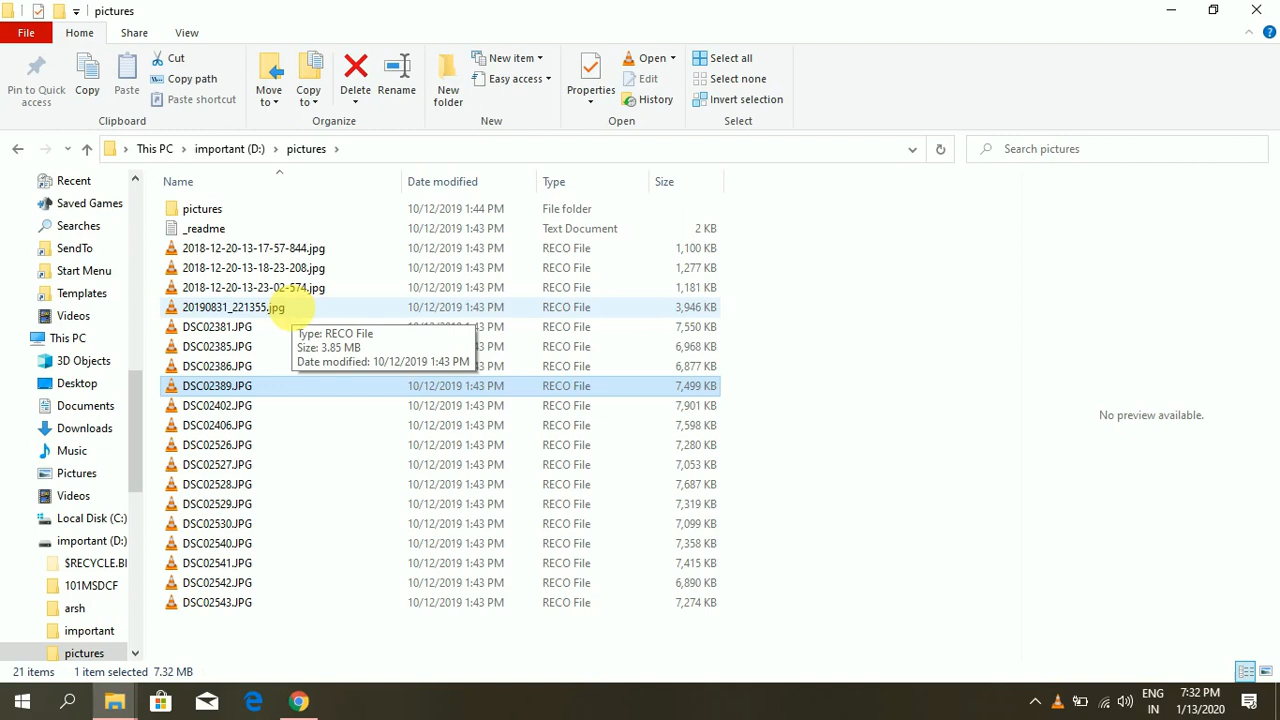 pictures
File Home Share View
Pin to Quick access
Copy
Paste
Cut
Copy path
Paste shortcut
Clipboard
Move to
Copy to
Delete
Rename
Organize
New folder
New item
Easy access
New
Properties
Open
Edit
History
Open
Select all
Select none
Invert selection
Select
This PC important (D:) pictures
Search pictures
Name Date modified Type Size
pictures 10/12/2019 1:44 PM File folder
_readme 10/12/2019 1:43 PM Text Document 2 KB
2018-12-20-13-17-57-844.jpg 10/12/2019 1:43 PM RECO File 1,100 KB
2018-12-20-13-18-23-208.jpg 10/12/2019 1:43 PM RECO File 1,277 KB
2018-12-20-13-23-02-574.jpg 10/12/2019 1:43 PM RECO File 1,181 KB
20190831_221355.jpg 10/12/2019 1:43 PM RECO File 3,946 KB
DSC02381.JPG 10/12/2019 1:43 PM RECO File 7,550 KB
DSC02385.JPG RECO File 6,968 KB
DSC02386.JPG RECO File 6,877 KB
DSC02389.JPG 10/12/2019 1:43 PM RECO File 7,499 KB
DSC02402.JPG 10/12/2019 1:43 PM RECO File 7,901 KB
DSC02406.JPG 10/12/2019 1:43 PM RECO File 7,598 KB
DSC02526.JPG 10/12/2019 1:43 PM RECO File 7,280 KB
DSC02527.JPG 10/12/2019 1:43 PM RECO File 7,053 KB
DSC02528.JPG 10/12/2019 1:43 PM RECO File 7,687 KB
DSC02529.JPG 10/12/2019 1:43 PM RECO File 7,319 KB
DSC02530.JPG 10/12/2019 1:43 PM RECO File 7,099 KB
DSC02540.JPG 10/12/2019 1:43 PM RECO File 7,358 KB
DSC02541.JPG 10/12/2019 1:43 PM RECO File 7,415 KB
DSC02542.JPG 10/12/2019 1:43 PM RECO File 6,890 KB
DSC02543.JPG 10/12/2019 1:43 PM RECO File 7,274 KB
Type: RECO File
Size: 3.85 MB
Date modified: 10/12/2019 1:43 PM
No preview available.
Recent
Saved Games
Searches
SendTo
Start Menu
Templates
Videos
This PC
3D Objects
Desktop
Documents
Downloads
Music
Pictures
Videos
Local Disk (C:)
important (D:)
$RECYCLE.BI
101MSDCF
arsh
important
pictures
21 items 1 item selected 7.32 MB
ENG
IN
7:32 PM
1/13/2020